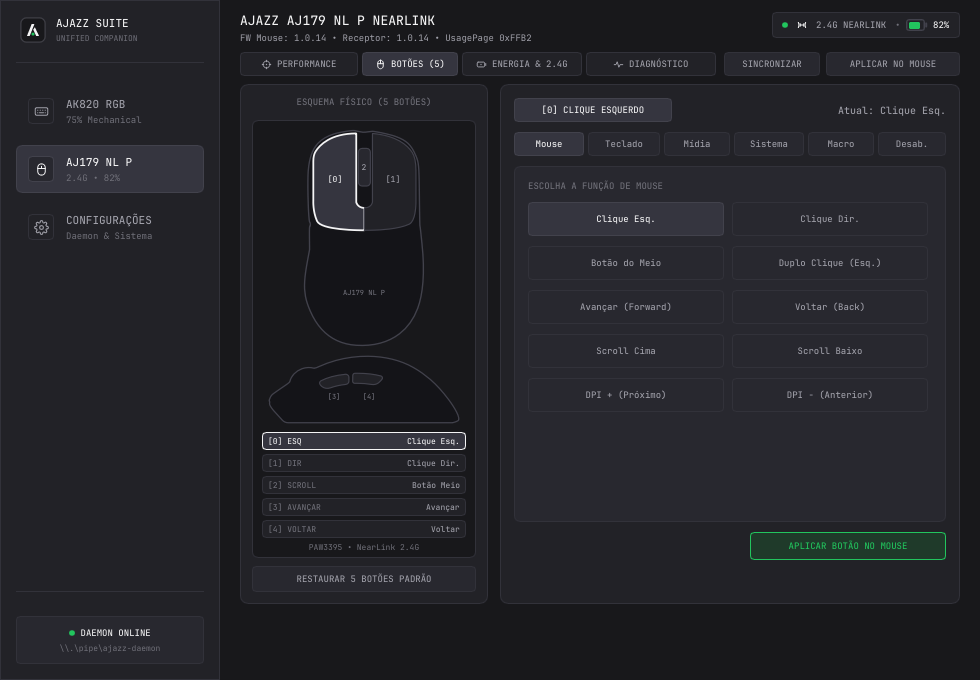 AJAZZ SUITE
UNIFIED COMPANION
AK820 RGB
75% Mechanical
AJ179 NL P
2.4G • 82%
CONFIGURAÇÕES
Daemon & Sistema
DAEMON ONLINE
\\.\pipe\ajazz-daemon
AJAZZ AJ179 NL P NEARLINK
FW Mouse: 1.0.14 • Receptor: 1.0.14 • UsagePage 0xFFB2
2.4G NEARLINK • 82%
PERFORMANCE
BOTÕES (5)
ENERGIA & 2.4G
DIAGNÓSTICO
SINCRONIZAR
APLICAR NO MOUSE
ESQUEMA FÍSICO (5 BOTÕES)
[0]
2
[1]
AJ179 NL P
[3]
[4]
[0] ESQ Clique Esq.
[1] DIR Clique Dir.
[2] SCROLL Botão Meio
[3] AVANÇAR Avançar
[4] VOLTAR Voltar
PAW3395 • NearLink 2.4G
RESTAURAR 5 BOTÕES PADRÃO
[0] CLIQUE ESQUERDO
Atual: Clique Esq.
Mouse
Teclado
Mídia
Sistema
Macro
Desab.
ESCOLHA A FUNÇÃO DE MOUSE
Clique Esq.
Clique Dir.
Botão do Meio
Duplo Clique (Esq.)
Avançar (Forward)
Voltar (Back)
Scroll Cima
Scroll Baixo
DPI + (Próximo)
DPI - (Anterior)
APLICAR BOTÃO NO MOUSE